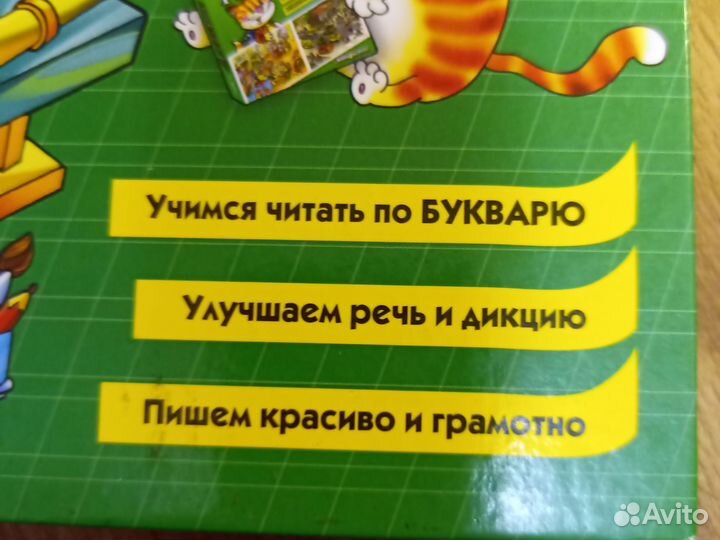 Учимся читать по БУКВАРЮ
Улучшаем речь и дикцию
Пишем красиво и грамотно
Avito